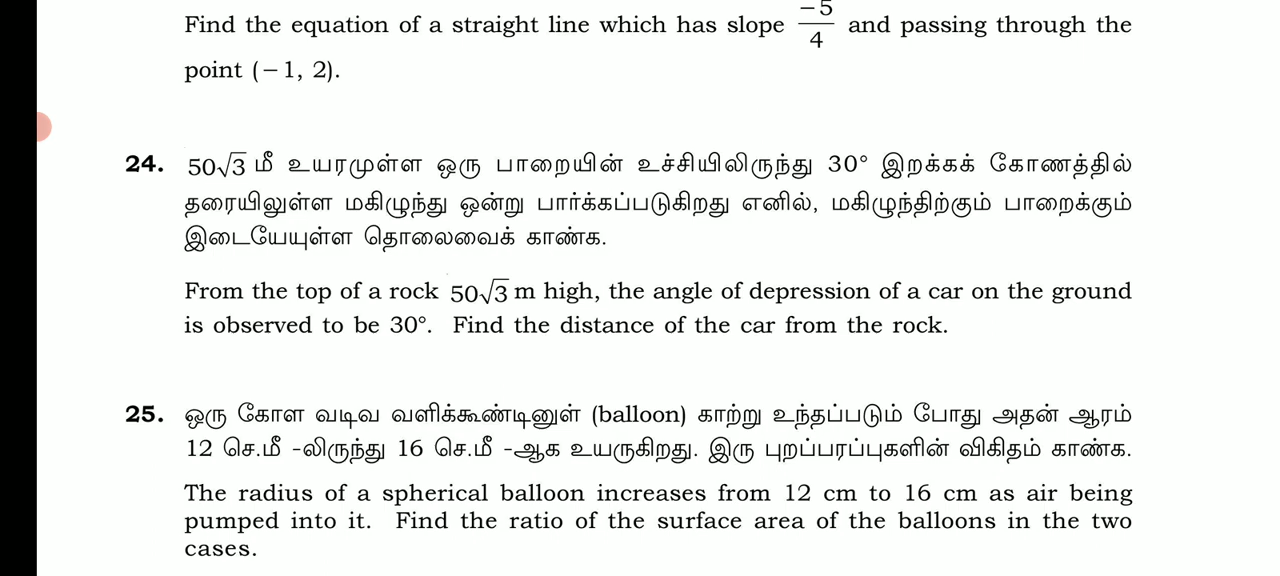 Find the equation of a straight line which has slope −5/4 and passing through the
point (−1, 2).
24. 50√3 மீ உயரமுள்ள ஒரு பாறையின் உச்சியிலிருந்து 30° இறக்கக் கோணத்தில்
தரையிலுள்ள மகிழுந்து ஒன்று பார்க்கப்படுகிறது எனில், மகிழுந்திற்கும் பாறைக்கும்
இடையேயுள்ள தொலைவைக் காண்க.
From the top of a rock 50√3 m high, the angle of depression of a car on the ground
is observed to be 30°. Find the distance of the car from the rock.
25. ஒரு கோள வடிவ வளிக்கூண்டினுள் (balloon) காற்று உந்தப்படும் போது அதன் ஆரம்
12 செ.மீ -லிருந்து 16 செ.மீ -ஆக உயருகிறது. இரு புறப்பரப்புகளின் விகிதம் காண்க.
The radius of a spherical balloon increases from 12 cm to 16 cm as air being
pumped into it. Find the ratio of the surface area of the balloons in the two
cases.